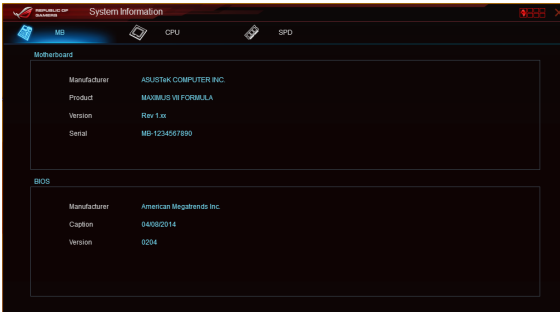 REPUBLIC OF
GAMERS
System Information
MB
CPU
SPD
Motherboard
Manufacturer ASUSTeK COMPUTER INC.
Product MAXIMUS VII FORMULA
Version Rev 1.xx
Serial MB-1234567890
BIOS
Manufacturer American Megatrends Inc.
Caption 04/08/2014
Version 0204